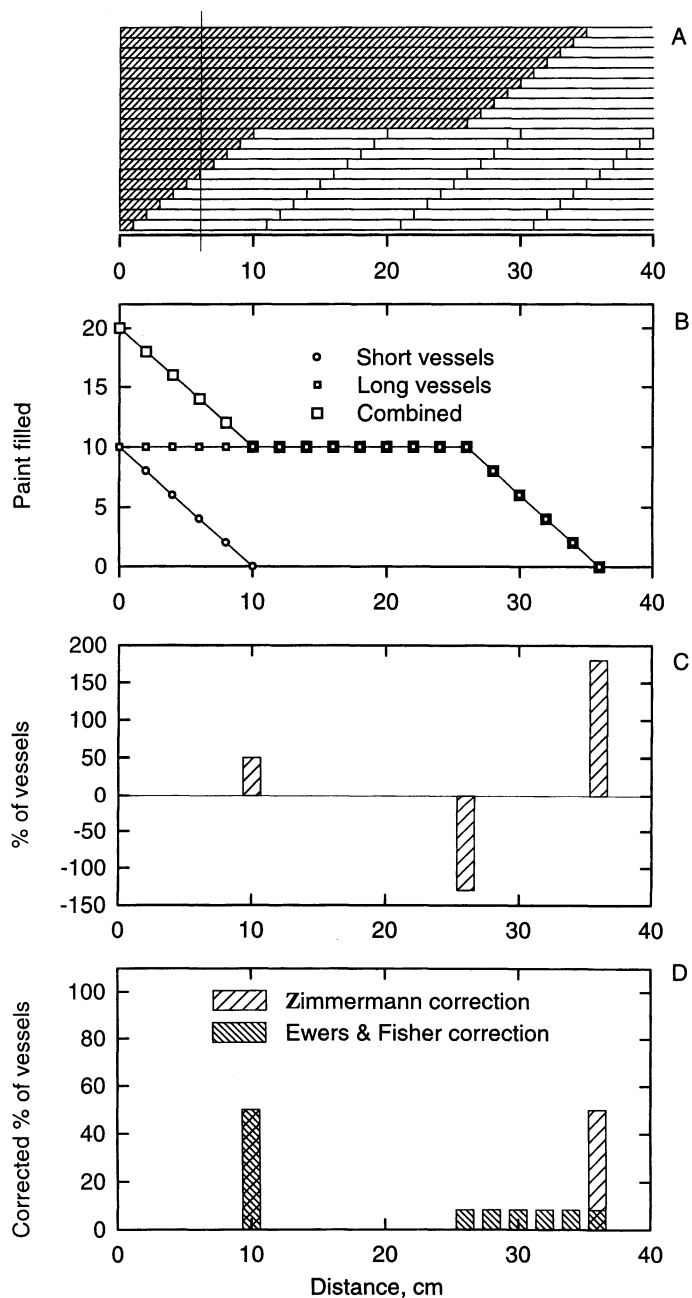 A
0 10 20 30 40
B
20
15
10
5
0
Paint filled
Short vessels
Long vessels
Combined
0 10 20 30 40
C
200
150
100
50
0
-50
-100
-150
% of vessels
0 10 20 30 40
D
100
80
60
40
20
0
Corrected % of vessels
Zimmermann correction
Ewers & Fisher correction
0 10 20 30 40
Distance, cm